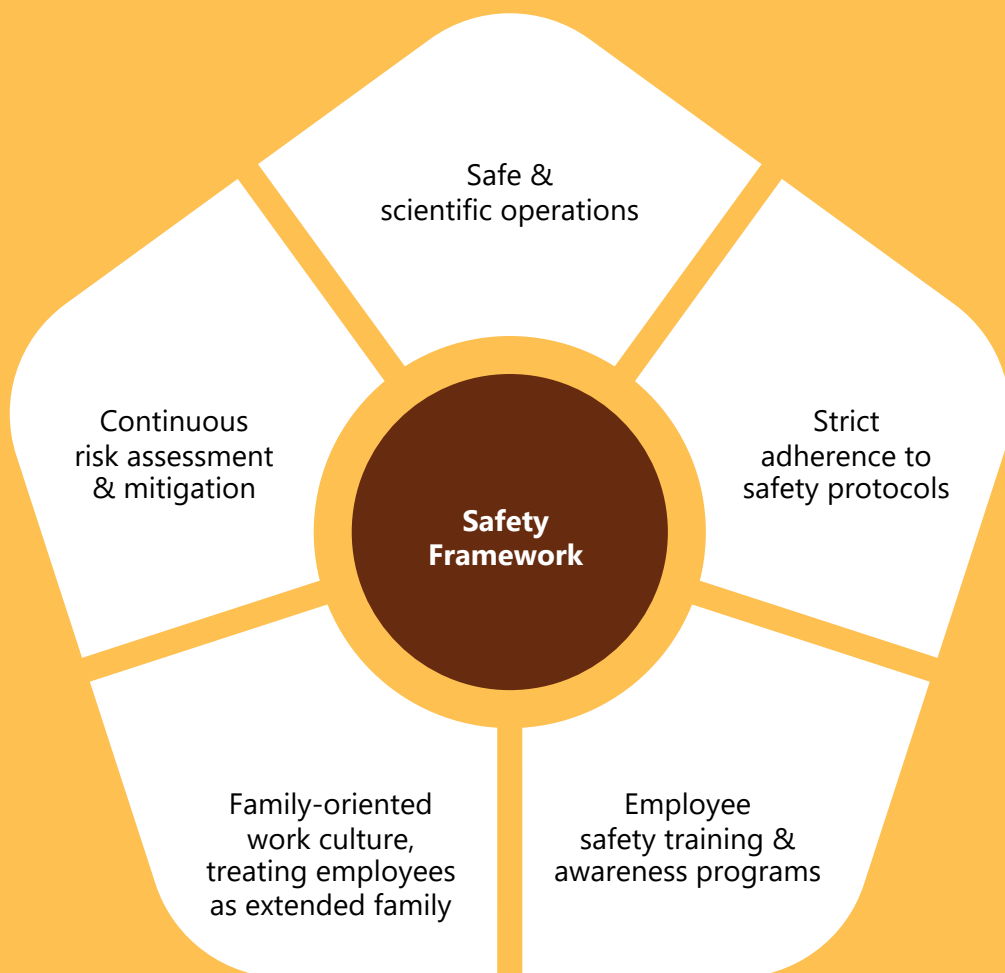 Safe &
scientific operations
Continuous
risk assessment
& mitigation
Strict
adherence to
safety protocols
Safety
Framework
Family-oriented
work culture,
treating employees
as extended family
Employee
safety training &
awareness programs